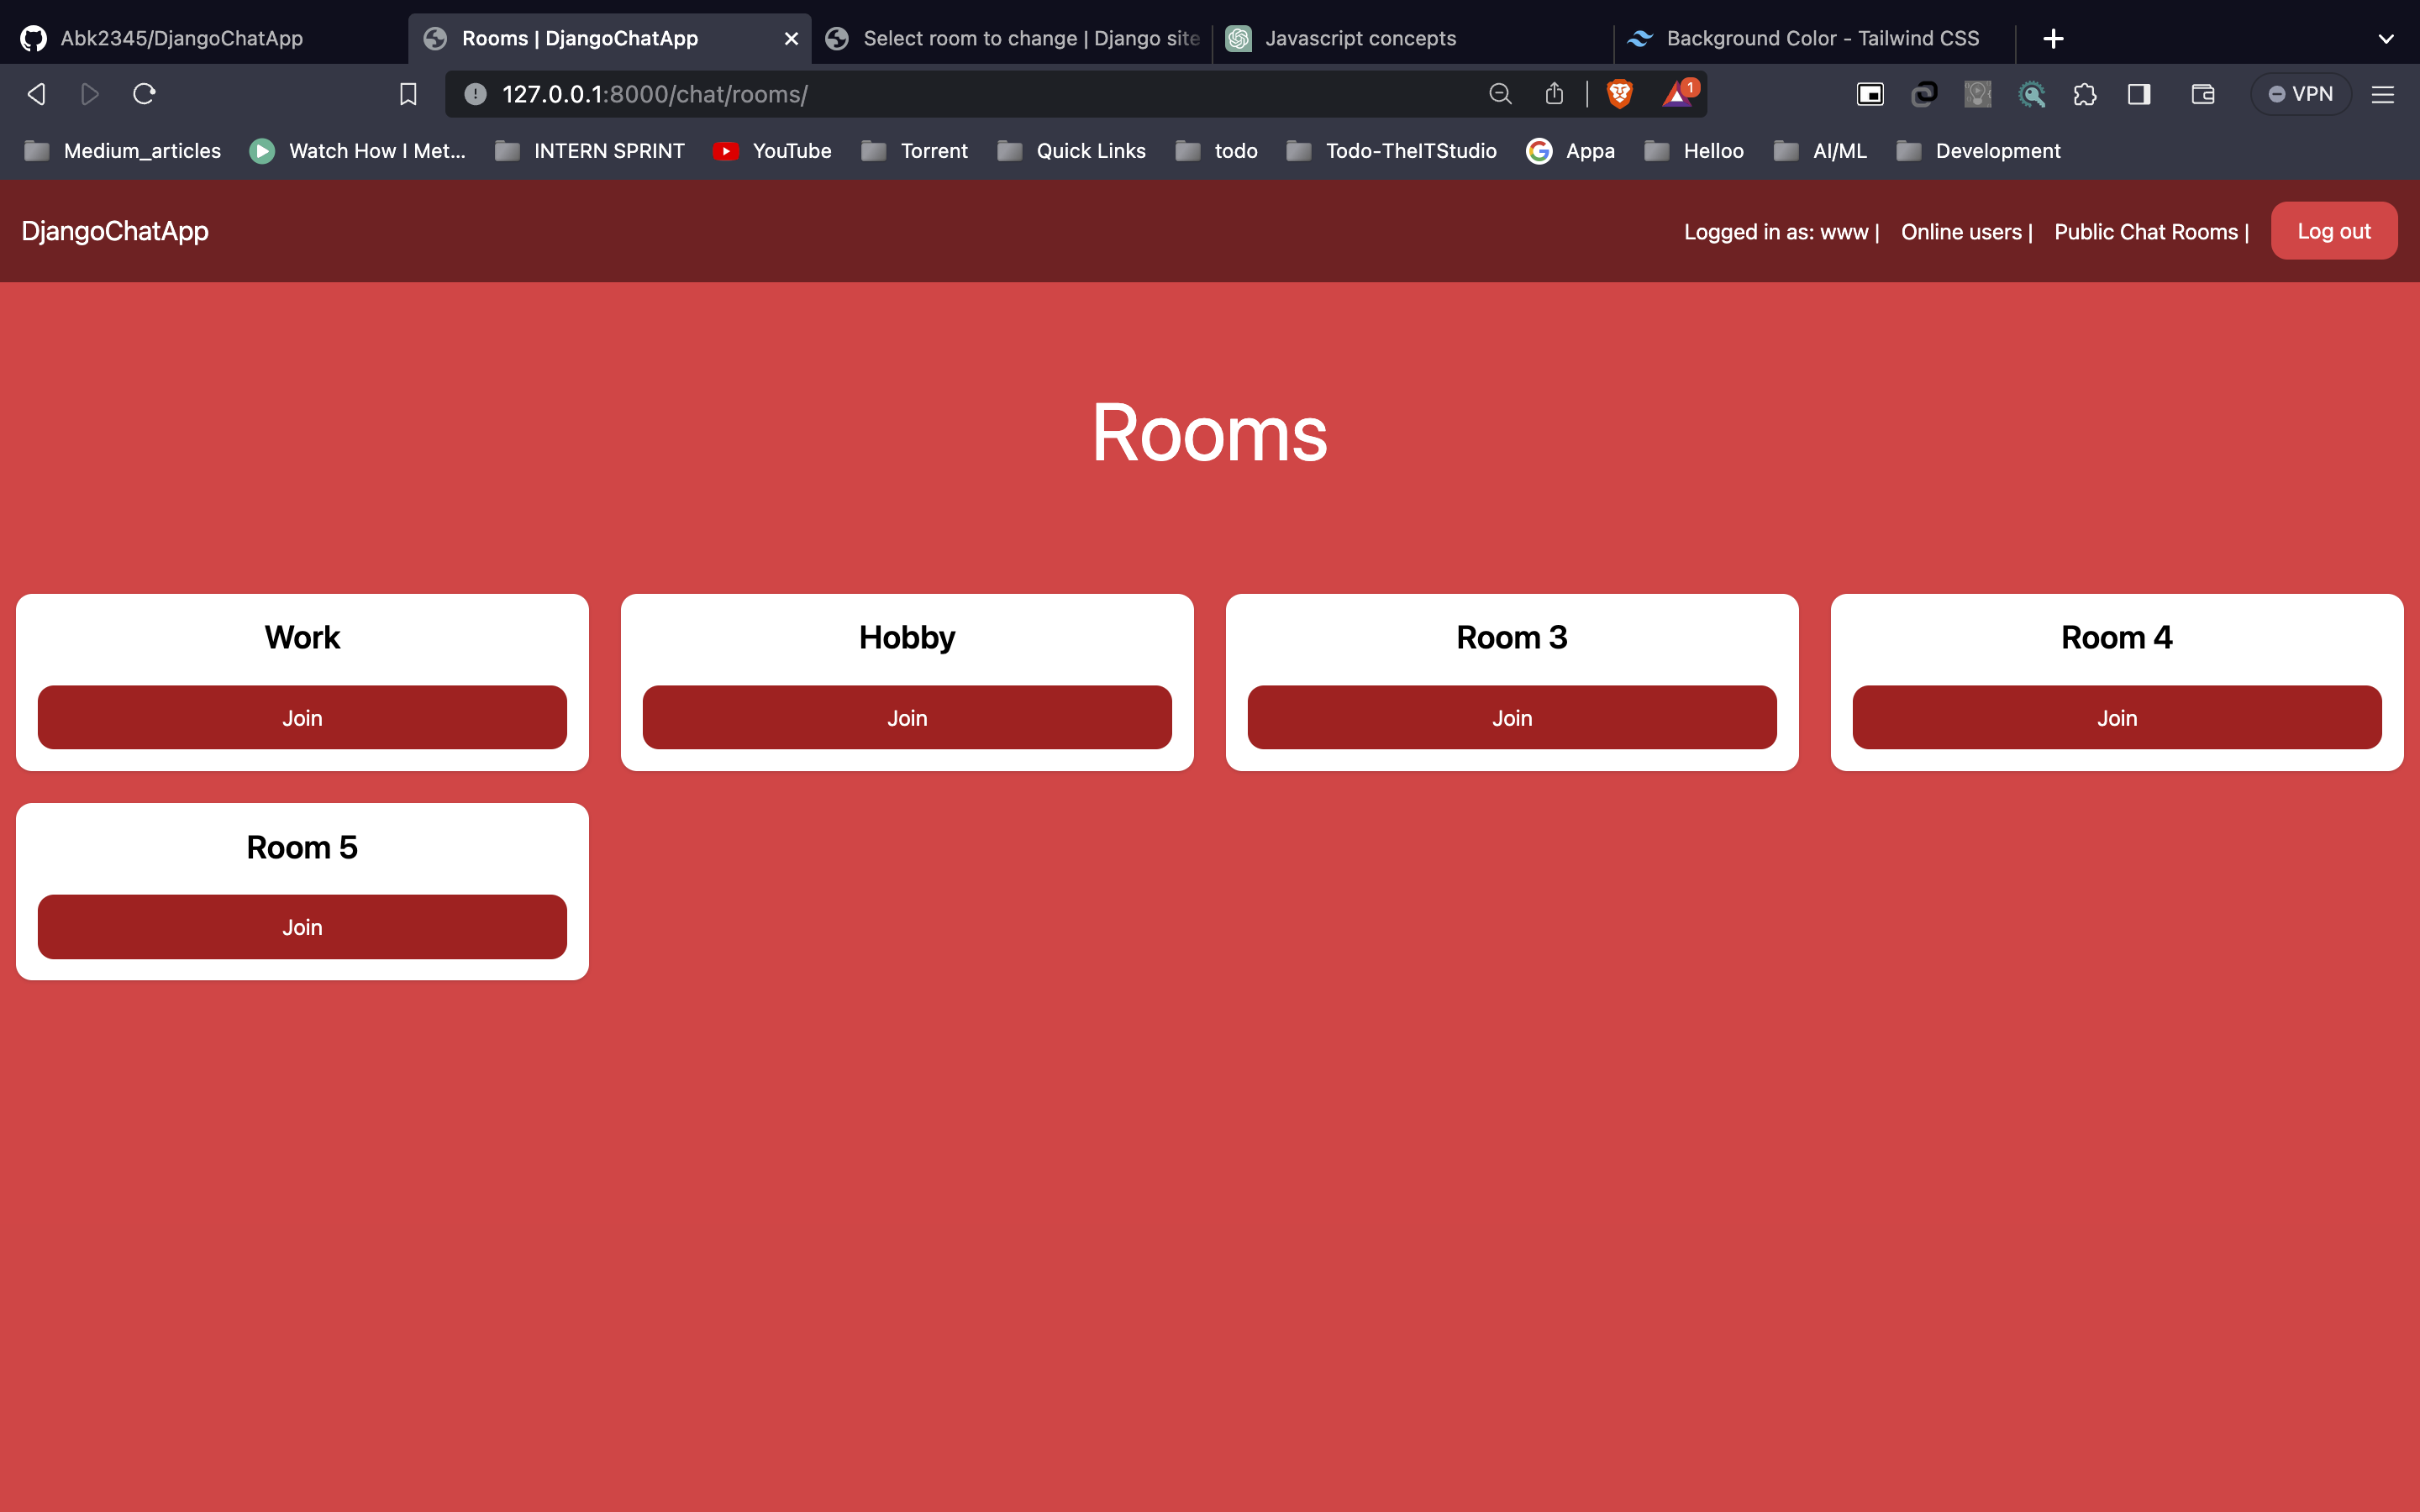 Abk2345/DjangoChatApp
Rooms | DjangoChatApp
Select room to change | Django site
Javascript concepts
Background Color - Tailwind CSS
127.0.0.1:8000/chat/rooms/
1
VPN
Medium_articles
Watch How I Met...
INTERN SPRINT
YouTube
Torrent
Quick Links
todo
Todo-TheITStudio
Appa
Helloo
AI/ML
Development
DjangoChatApp
Logged in as: www |
Online users |
Public Chat Rooms |
Log out
Rooms
Work
Hobby
Room 3
Room 4
Join
Join
Join
Join
Room 5
Join